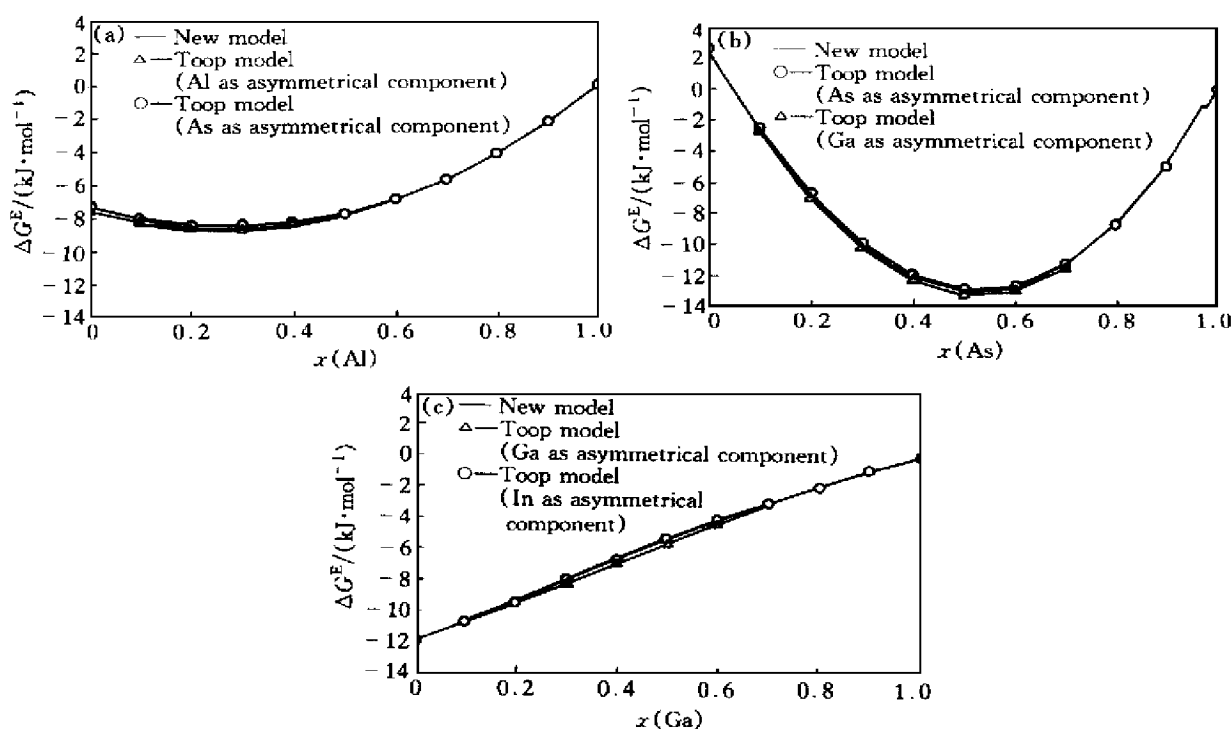 (a)
— New model
△— Toop model
(Al as asymmetrical component)
○— Toop model
(As as asymmetrical component)
4
2
0
−2
−4
−6
−8
−10
−12
−14
ΔG^E/(kJ·mol⁻¹)
0 0.2 0.4 0.6 0.8 1.0
x(Al)
(b)
— New model
○— Toop model
(As as asymmetrical component)
△— Toop model
(Ga as asymmetrical component)
4
2
0
−2
−4
−6
−8
−10
−12
−14
ΔG^E/(kJ·mol⁻¹)
0 0.2 0.4 0.6 0.8 1.0
x(As)
(c)
— New model
△— Toop model
(Ga as asymmetrical component)
○— Toop model
(In as asymmetrical
component)
4
2
0
−2
−4
−6
−8
−10
−12
−14
ΔG^E/(kJ·mol⁻¹)
0 0.2 0.4 0.6 0.8 1.0
x(Ga)